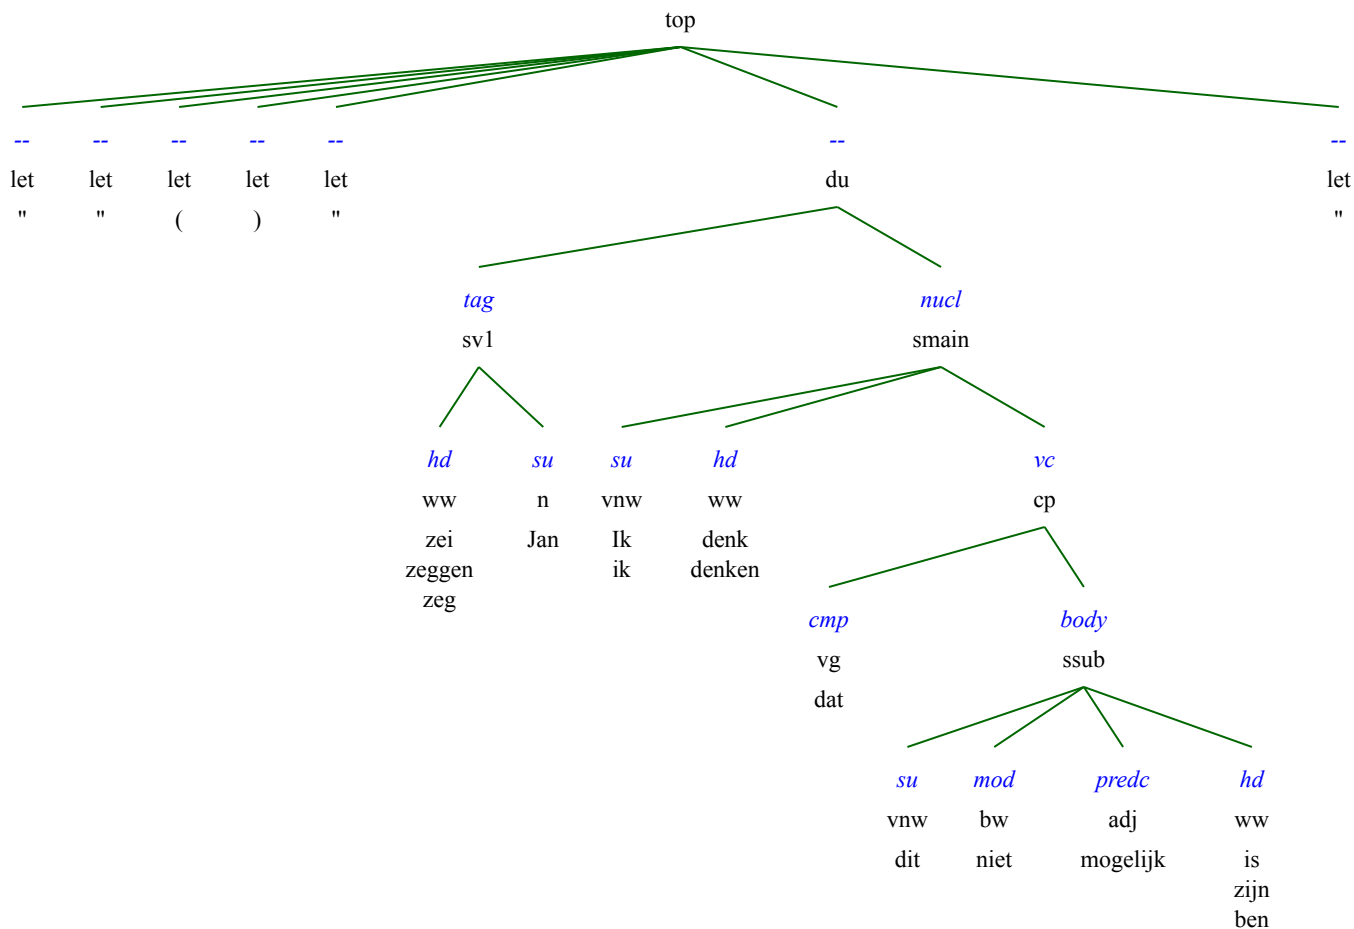 top
-- -- -- -- -- -- --
let let let let let du let
" " ( ) " "
tag nucl
sv1 smain
hd su su hd vc
ww n vnw ww cp
zei Jan Ik denk
zeggen ik denken
zeg
cmp body
vg ssub
dat
su mod predc hd
vnw bw adj ww
dit niet mogelijk is
zijn
ben